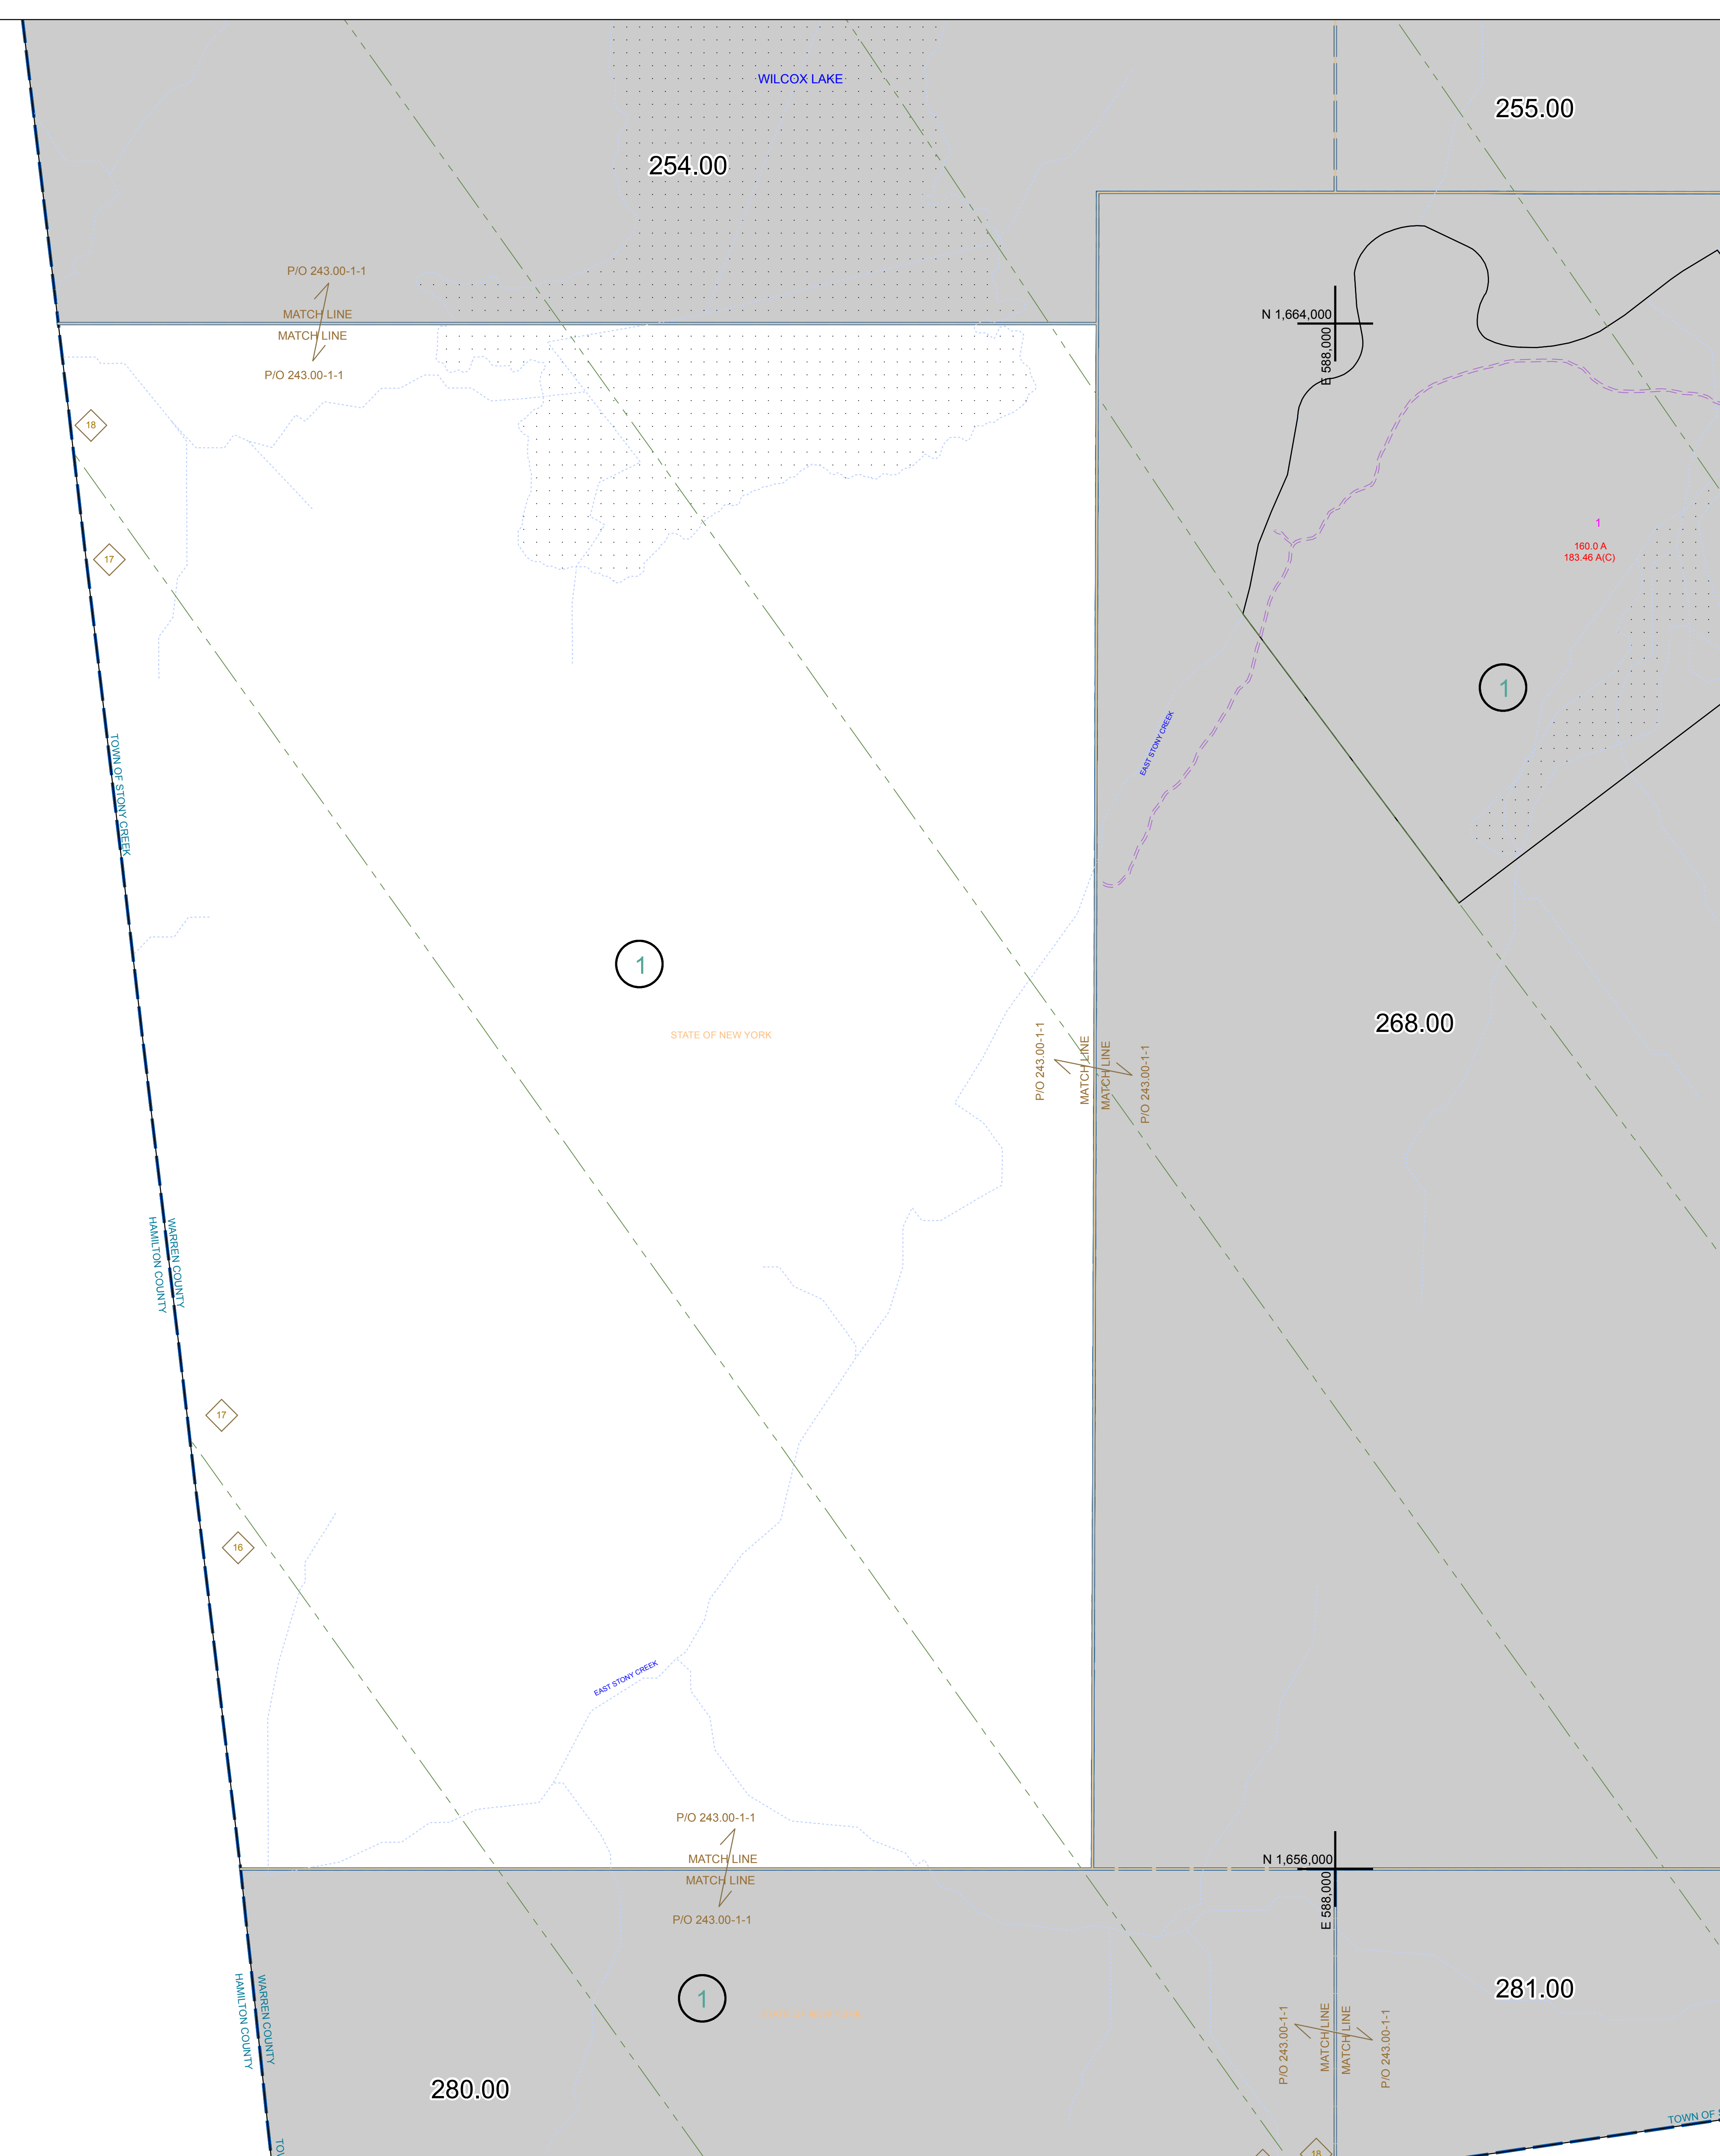 WILCOX LAKE
255.00
254.00
P/O 243.00-1-1
MATCH LINE
MATCH LINE
P/O 243.00-1-1
N 1,664,000
E 588,000
18
17
1
160.0 A
183.46 A(C)
1
TOWN OF STONY CREEK
EAST STONY CREEK
1
STATE OF NEW YORK
268.00
P/O 243.00-1-1
MATCH LINE
MATCH LINE
P/O 243.00-1-1
HAMILTON COUNTY
WARREN COUNTY
17
16
EAST STONY CREEK
P/O 243.00-1-1
MATCH LINE
MATCH LINE
P/O 243.00-1-1
N 1,656,000
E 588,000
1
281.00
HAMILTON COUNTY
WARREN COUNTY
P/O 243.00-1-1
MATCH LINE
MATCH LINE
P/O 243.00-1-1
280.00
TOWN OF
18